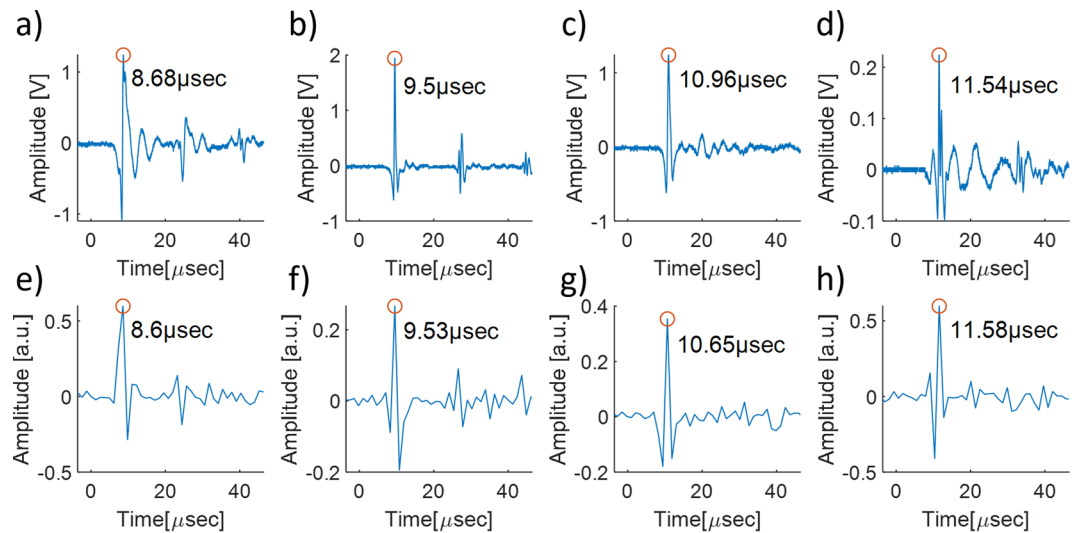 a)
b)
c)
d)
Amplitude [V]
1
0
-1
8.68μsec
0
20
40
Time[μsec]
Amplitude [V]
2
1
0
-1
9.5μsec
0
20
40
Time[μsec]
Amplitude [V]
1
0
1
10.96μsec
0
20
40
Time[μsec]
Amplitude [V]
0.2
0.1
0
-0.1
11.54μsec
0
20
40
Time[μsec]
e)
f)
g)
h)
Amplitude [a.u.]
0.5
0
-0.5
8.6μsec
0
20
40
Time[μsec]
Amplitude [a.u.]
0.2
0
-0.2
9.53μsec
0
20
40
Time[μsec]
Amplitude [a.u.]
0.4
0.2
0
-0.2
10.65μsec
0
20
40
Time[μsec]
Amplitude [a.u.]
0.5
0
-0.5
11.58μsec
0
20
40
Time[μsec]